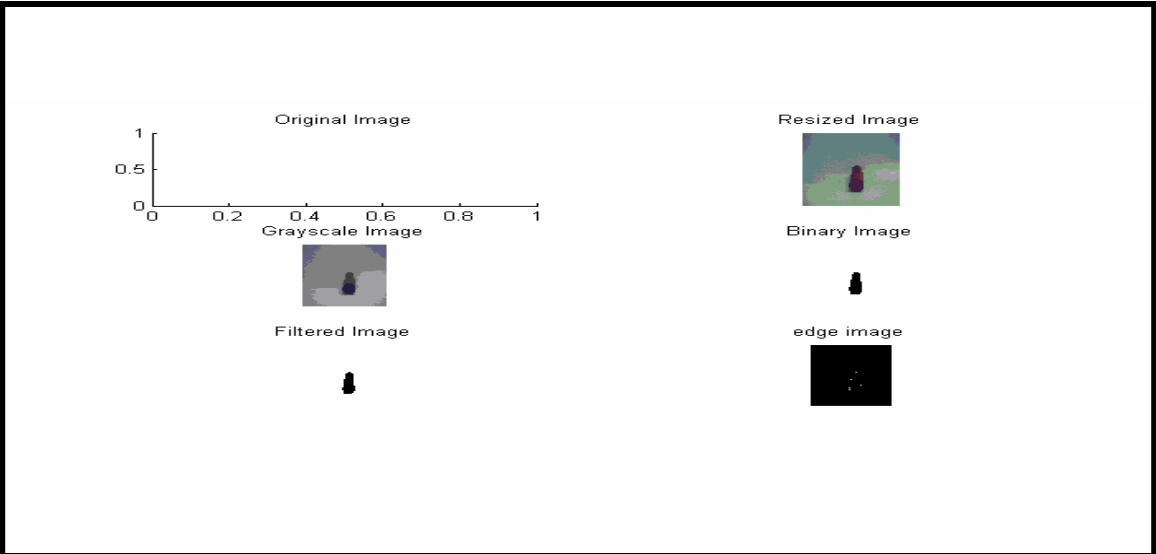 Original Image
Resized Image
1
0.5
0
0 0.2 0.4 0.6 0.8 1
Grayscale Image
Binary Image
Filtered Image
edge image